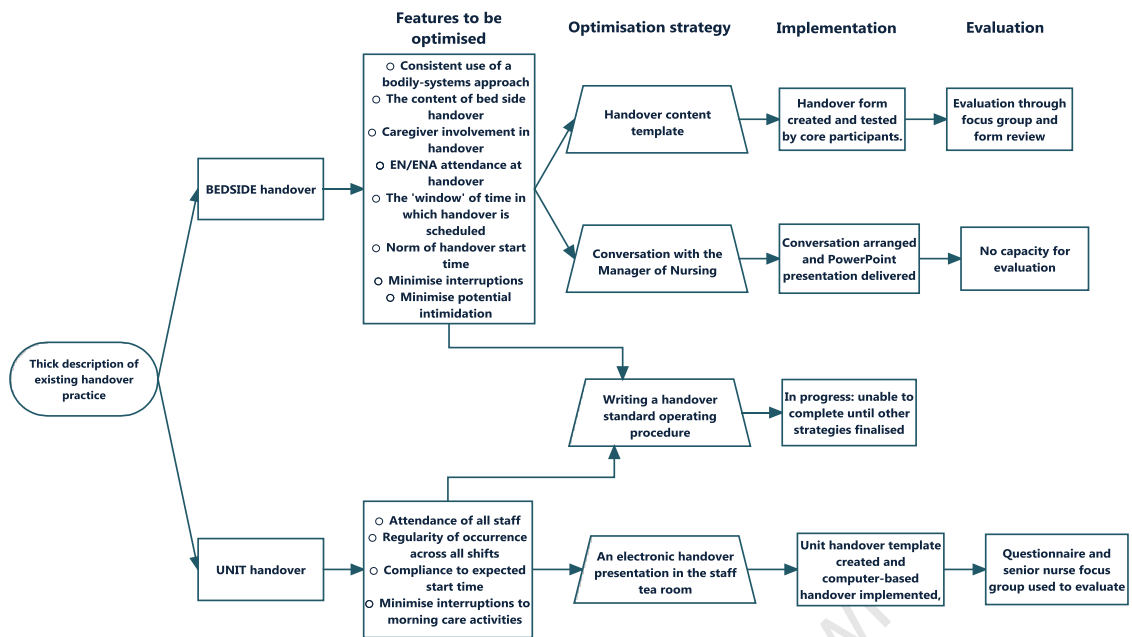 Features to be
optimised
Optimisation strategy
Implementation
Evaluation
○ Consistent use of a
bodily-systems approach
○ The content of bed side
handover
○ Caregiver involvement in
handover
○ EN/ENA attendance at
handover
○ The 'window' of time in
which handover is
scheduled
○ Norm of handover start
time
○ Minimise interruptions
○ Minimise potential
intimidation
Handover content
template
Handover form
created and tested
by core participants.
Evaluation through
focus group and
form review
BEDSIDE handover
Conversation with the
Manager of Nursing
Conversation arranged
and PowerPoint
presentation delivered
No capacity for
evaluation
Thick description of
existing handover
practice
Writing a handover
standard operating
procedure
In progress: unable to
complete until other
strategies finalised
UNIT handover
○ Attendance of all staff
○ Regularity of occurrence
across all shifts
○ Compliance to expected
start time
○ Minimise interruptions to
morning care activities
An electronic handover
presentation in the staff
tea room
Unit handover template
created and
computer-based
handover implemented,
Questionnaire and
senior nurse focus
group used to evaluate